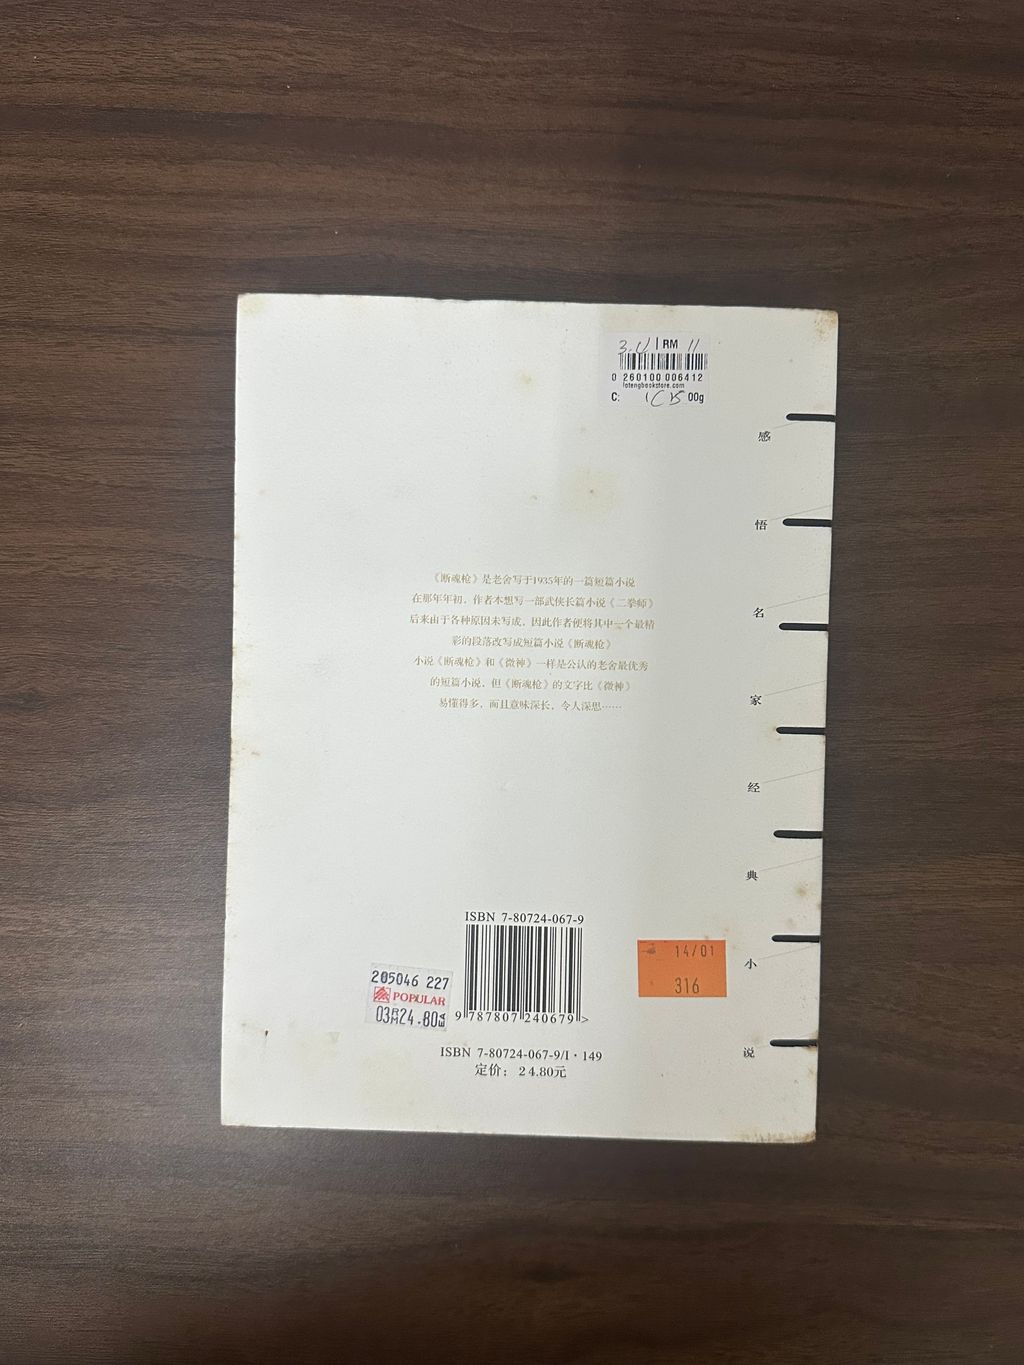 RM 11
0 260100 006412
lotengbookstore.com
C: 00g
感悟名家经典小说
《断魂枪》是老舍写于1935年的一篇短篇小说
在那年年初，作者本想写一部武侠长篇小说《二拳师》
后来由于各种原因未写成，因此作者便将其中一个最精
彩的段落改写成短篇小说《断魂枪》
小说《断魂枪》和《微神》一样是公认的老舍最优秀
的短篇小说，但《断魂枪》的文字比《微神》
易懂得多，而且意味深长，令人深思……
ISBN 7-80724-067-9
9 787807 240679 >
205046 227
POPULAR
03 RM 24.80
14/01
316
ISBN 7-80724-067-9/I·149
定价：24.80元